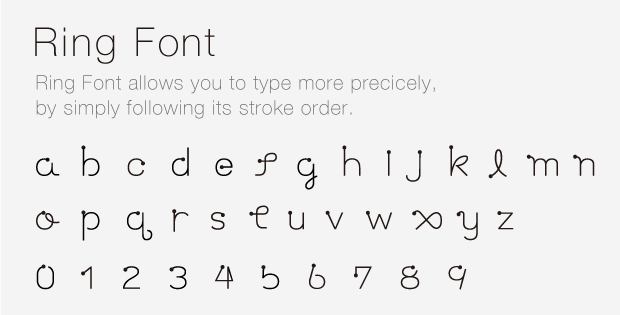 Ring Font
Ring Font allows you to type more precicely,
by simply following its stroke order.
a b c d e f g h i j k l m n
o p q r s t u v w x y z
0 1 2 3 4 5 6 7 8 9